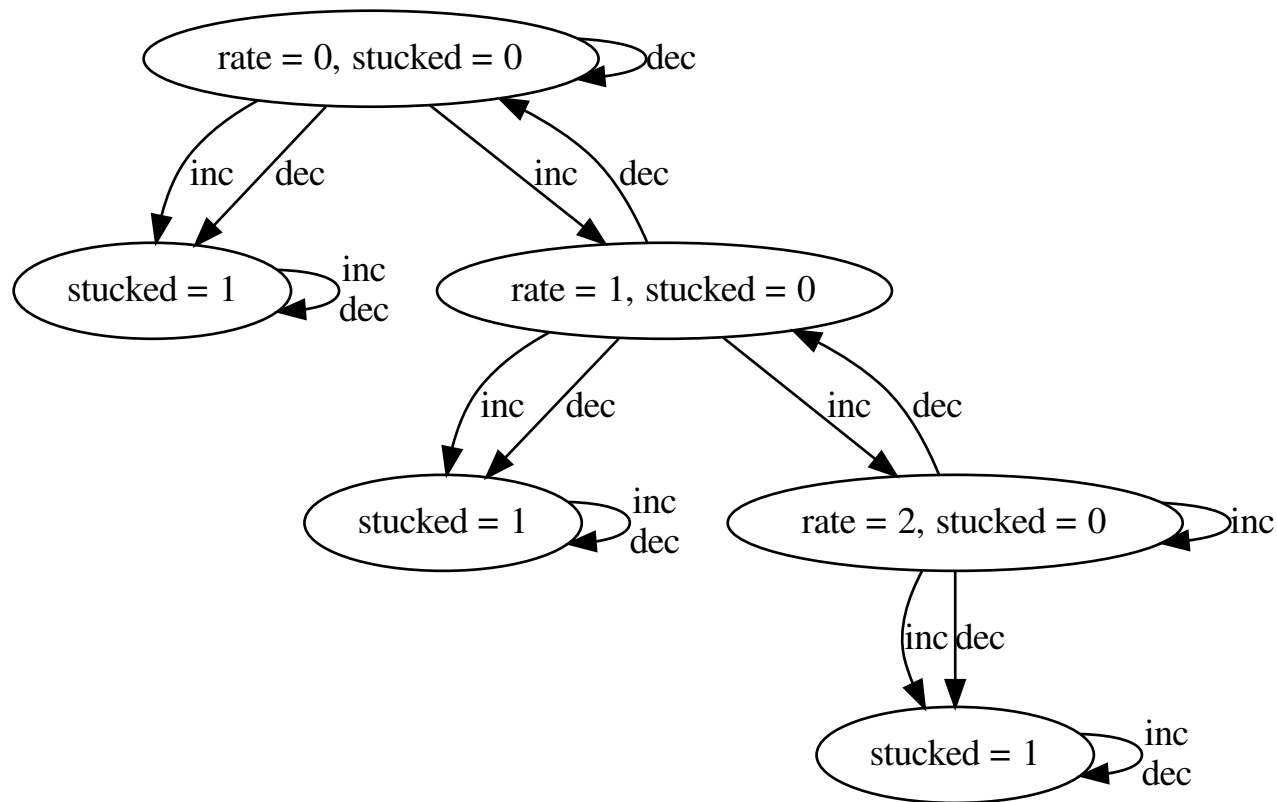 rate = 0, stucked = 0
dec
inc
dec
inc
dec
stucked = 1
inc
dec
rate = 1, stucked = 0
inc
dec
inc
dec
stucked = 1
inc
dec
rate = 2, stucked = 0
inc
inc
dec
stucked = 1
inc
dec